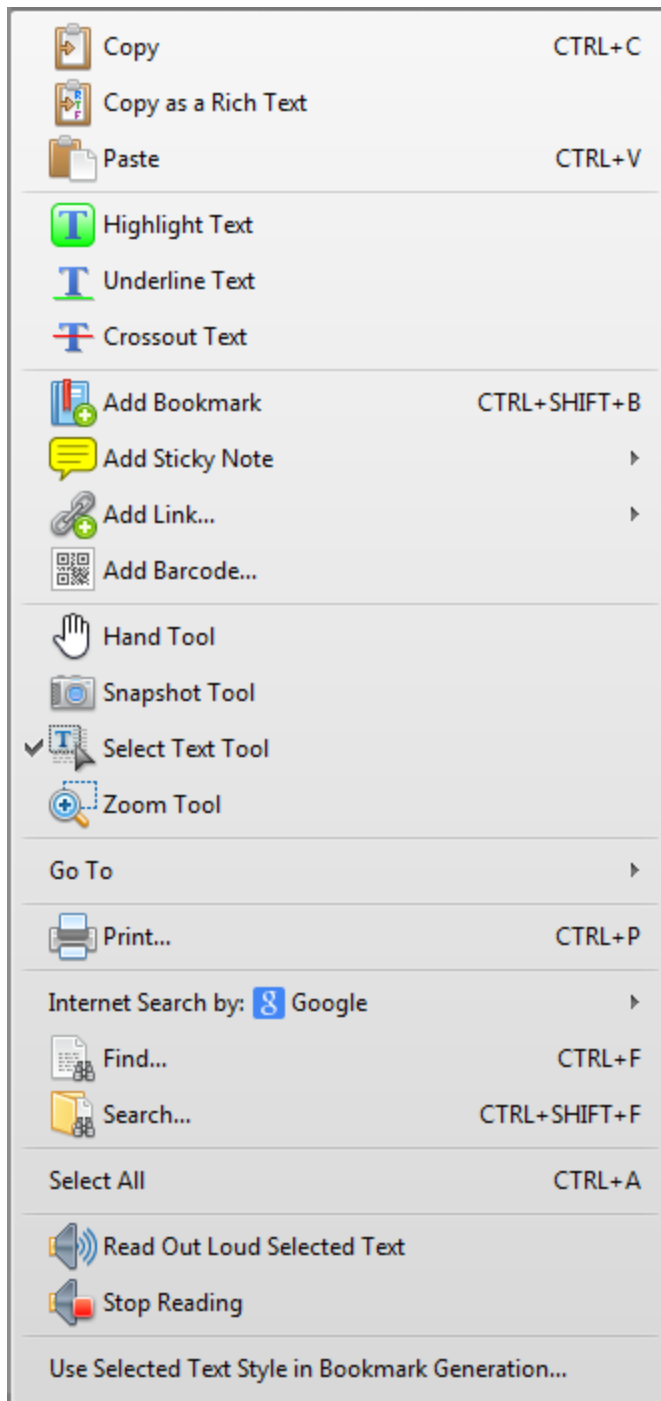 Copy CTRL+C
Copy as a Rich Text
Paste CTRL+V
Highlight Text
Underline Text
Crossout Text
Add Bookmark CTRL+SHIFT+B
Add Sticky Note
Add Link...
Add Barcode...
Hand Tool
Snapshot Tool
Select Text Tool
Zoom Tool
Go To
Print... CTRL+P
Internet Search by: Google
Find... CTRL+F
Search... CTRL+SHIFT+F
Select All CTRL+A
Read Out Loud Selected Text
Stop Reading
Use Selected Text Style in Bookmark Generation...